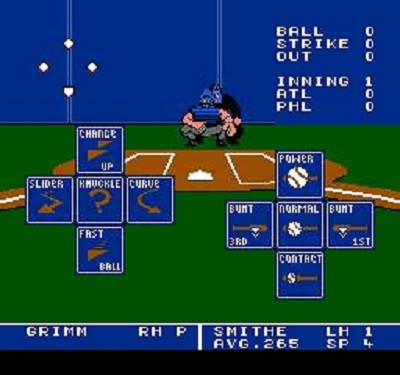 BALL 0
STRIKE 0
OUT 0
INNING 1
ATL 0
PHL 0
CHANGE UP
SLIDER
KNUCKLE
CURVE
FAST BALL
POWER
BUNT 3RD
NORMAL
BUNT 1ST
CONTACT
GRIMM RH P
SMITHE LH 1
AVG.265 SP 4